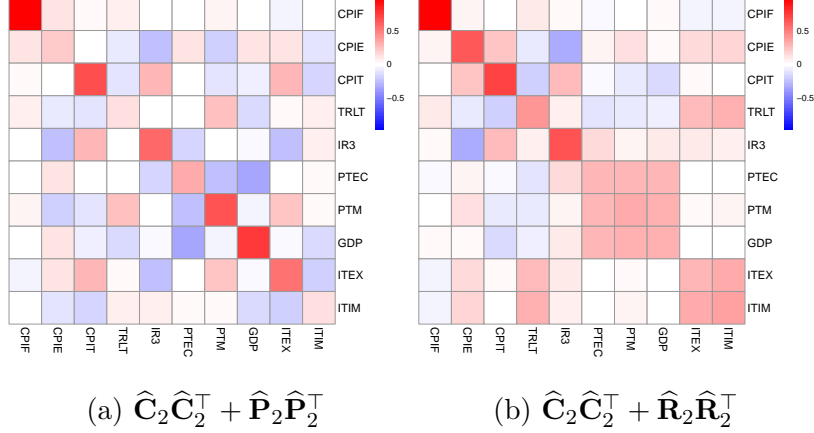 CPIF
CPIE
CPIT
TRLT
IR3
PTEC
PTM
GDP
ITEX
ITIM
CPIF
CPIE
CPIT
TRLT
IR3
PTEC
PTM
GDP
ITEX
ITIM
0.5
0
−0.5
(a) Ĉ₂Ĉ₂⊤ + P̂₂P̂₂⊤
CPIF
CPIE
CPIT
TRLT
IR3
PTEC
PTM
GDP
ITEX
ITIM
CPIF
CPIE
CPIT
TRLT
IR3
PTEC
PTM
GDP
ITEX
ITIM
0.5
0
−0.5
(b) Ĉ₂Ĉ₂⊤ + R̂₂R̂₂⊤